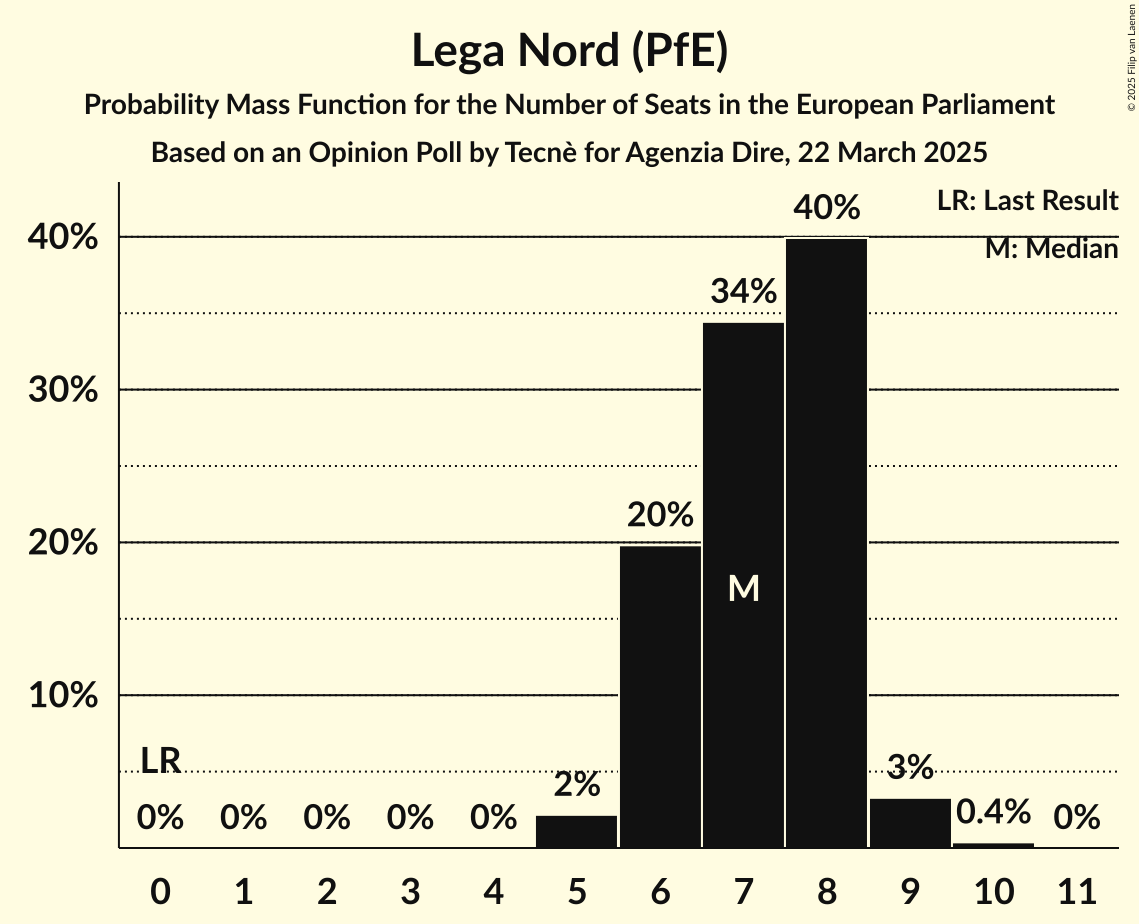 Lega Nord (PfE)
Probability Mass Function for the Number of Seats in the European Parliament
Based on an Opinion Poll by Tecnè for Agenzia Dire, 22 March 2025
© 2025 Filip van Laenen
LR: Last Result
M: Median
40%
30%
20%
10%
LR
0%
0%
0%
0%
0%
2%
20%
34%
M
40%
3%
0.4%
0%
0 1 2 3 4 5 6 7 8 9 10 11